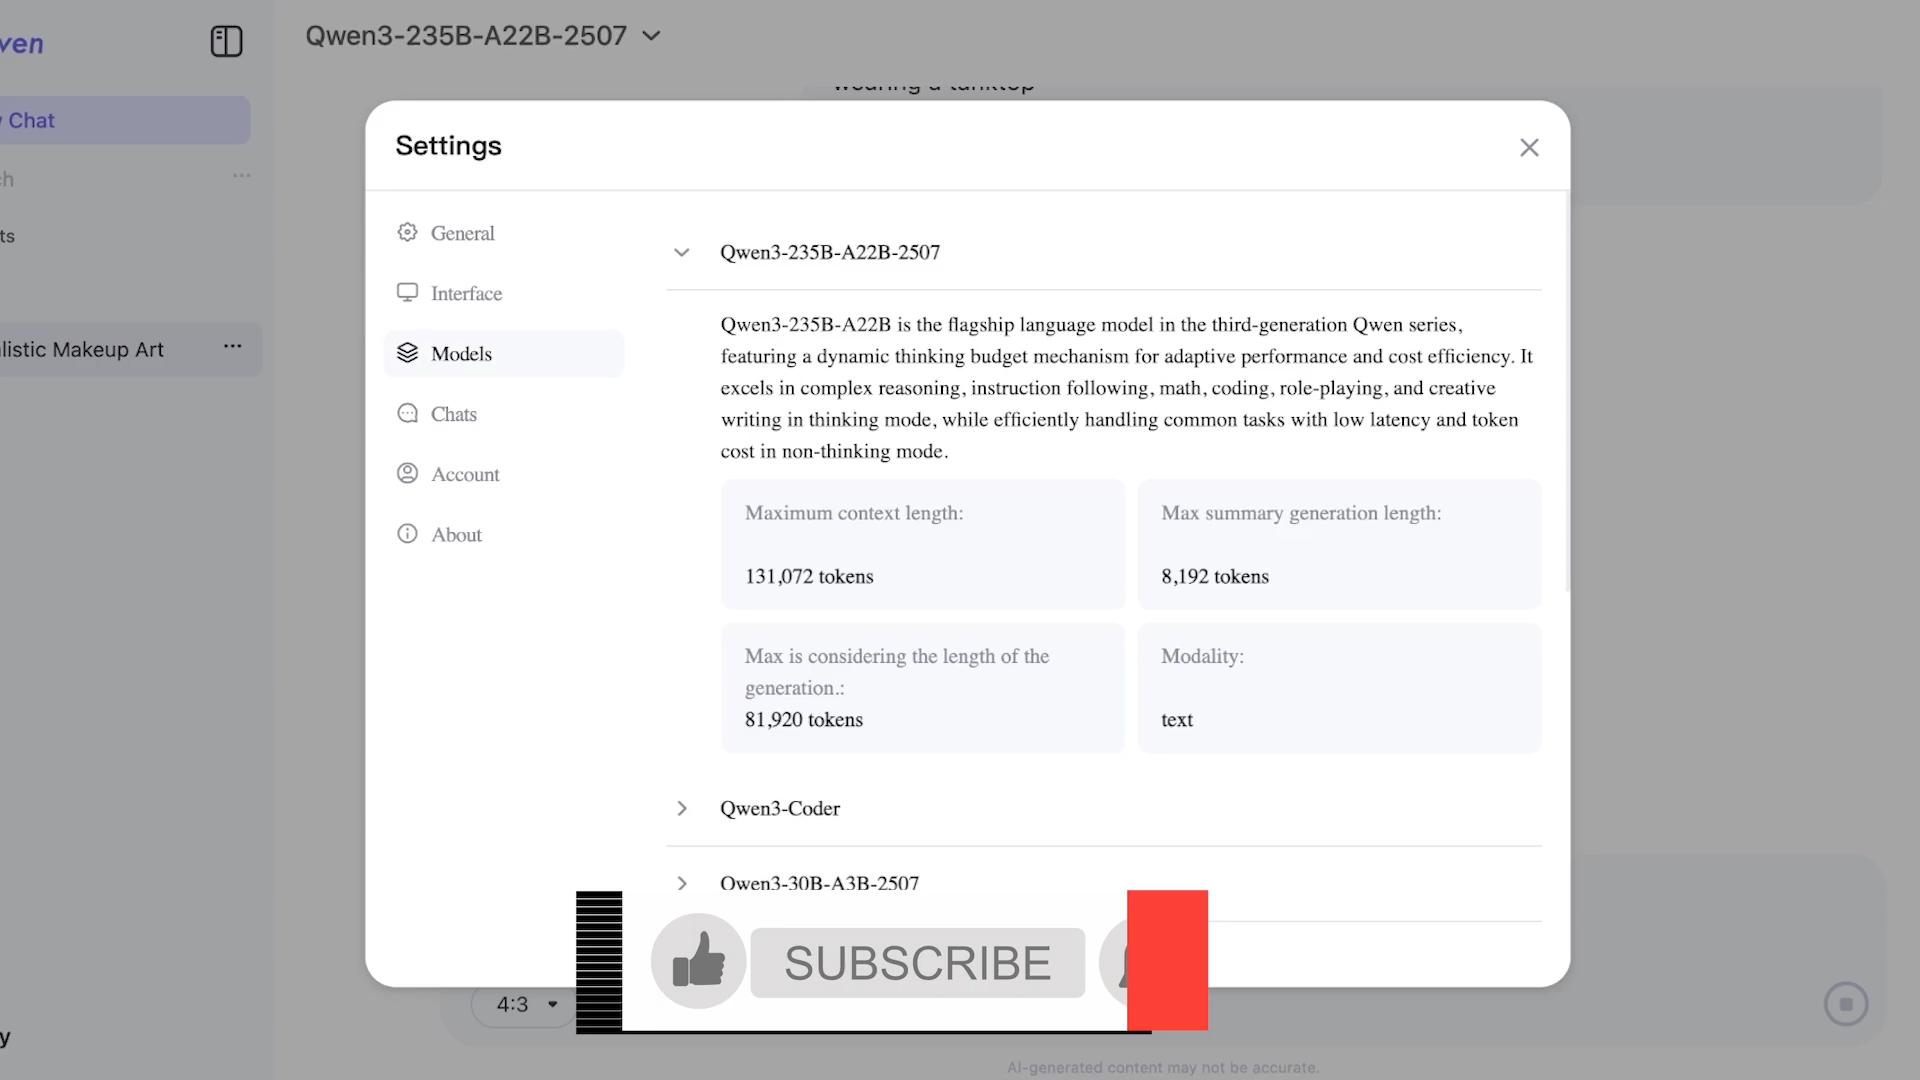 Qwen3-235B-A22B-2507
wearing a tanktop
Chat
listic Makeup Art
Settings
General
Interface
Models
Chats
Account
About
Qwen3-235B-A22B-2507
Qwen3-235B-A22B is the flagship language model in the third-generation Qwen series,
featuring a dynamic thinking budget mechanism for adaptive performance and cost efficiency. It
excels in complex reasoning, instruction following, math, coding, role-playing, and creative
writing in thinking mode, while efficiently handling common tasks with low latency and token
cost in non-thinking mode.
Maximum context length:
131,072 tokens
Max summary generation length:
8,192 tokens
Max is considering the length of the
generation.:
81,920 tokens
Modality:
text
Qwen3-Coder
Qwen3-30B-A3B-2507
SUBSCRIBE
4:3
AI-generated content may not be accurate.